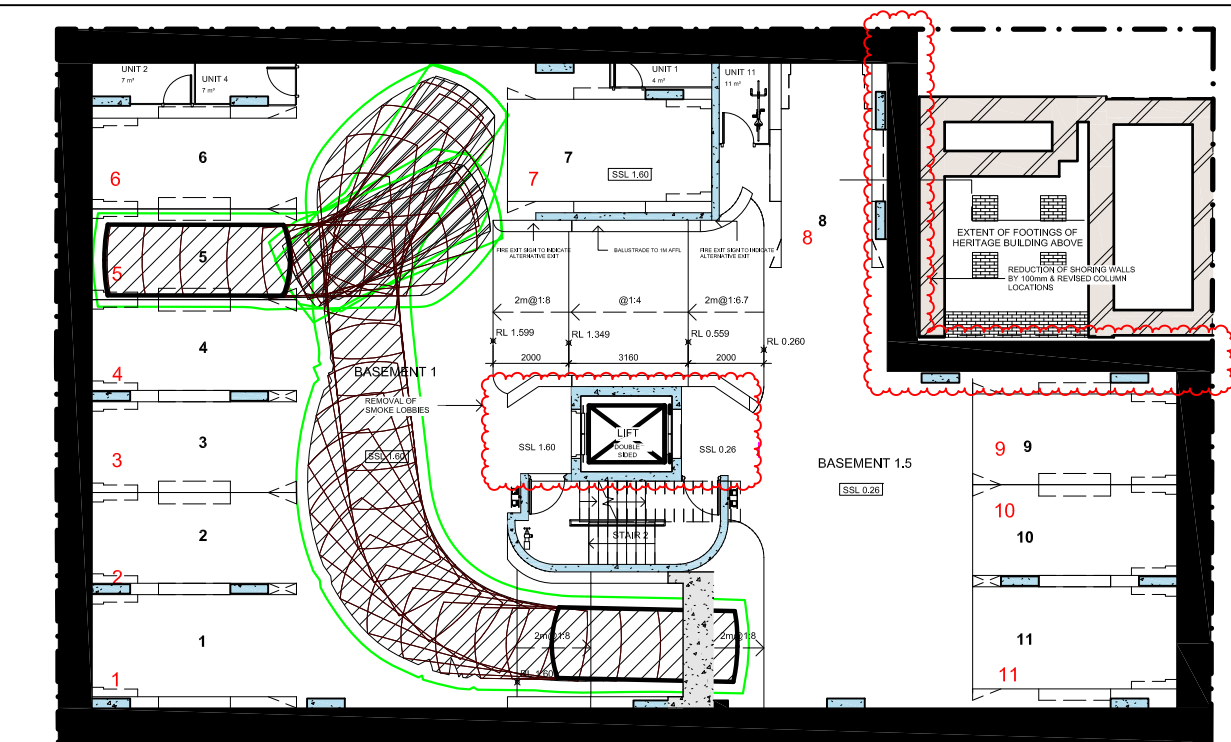 UNIT 2
7 m²
UNIT 4
7 m²
UNIT 1
4 m²
UNIT 11
11 m²
6
6
7
7
SSL 1.60
8
8
5
5
FIRE EXIT SIGN TO INDICATE
ALTERNATIVE EXIT
BALUSTRADE TO 1M AFFL
FIRE EXIT SIGN TO INDICATE
ALTERNATIVE EXIT
EXTENT OF FOOTINGS OF
HERITAGE BUILDING ABOVE
REDUCTION OF SHORING WALLS
BY 100mm & REVISED COLUMN
LOCATIONS
2m@1:8
@1:4
2m@1:6.7
RL 1.599
RL 1.349
RL 0.559
RL 0.260
2000
3160
2000
4
4
BASEMENT 1
REMOVAL OF
SMOKE LOBBIES
LIFT
DOUBLE
SIDED
SSL 1.60
SSL 0.26
SSL 1.60
3
3
BASEMENT 1.5
SSL 0.26
9
9
10
10
2
2
STAIR 2
1
1
2m@1:8
2m@1:8
RL 1.60
11
11